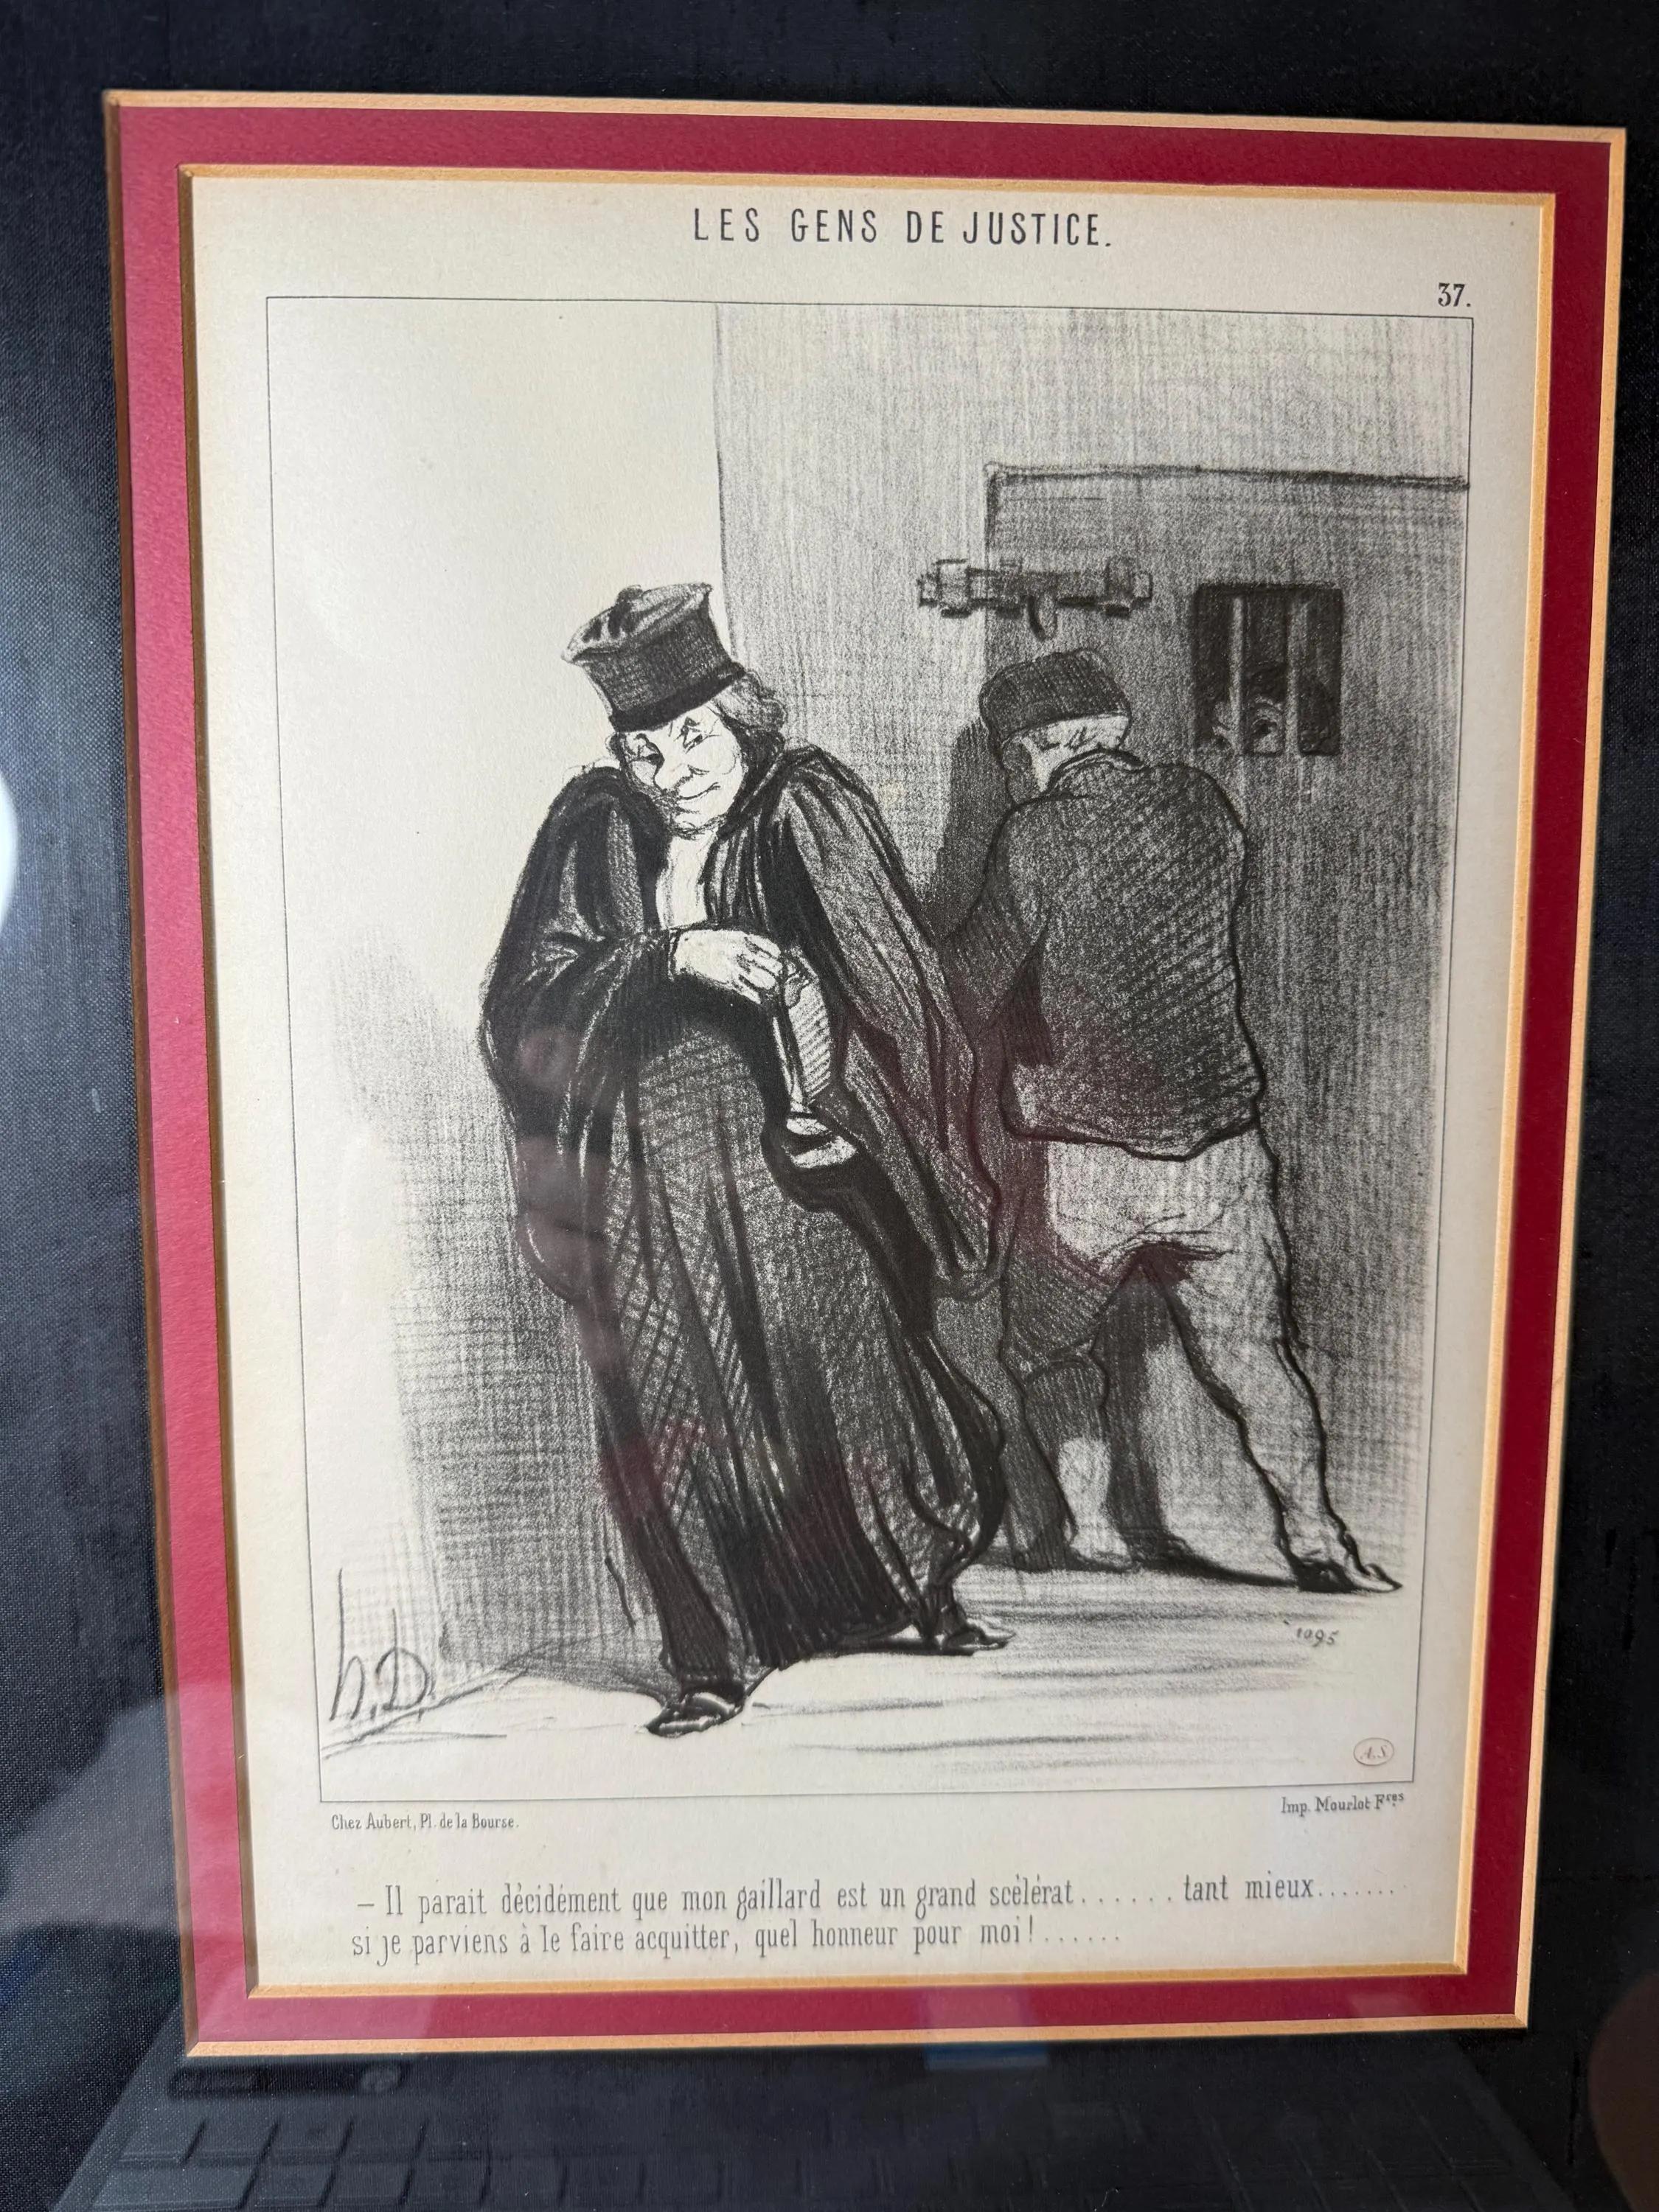 LES GENS DE JUSTICE.
37.
h.D.
1095
A.S
Chez Aubert, Pl. de la Bourse.
Imp. Mourlot Fres
— Il parait décidément que mon gaillard est un grand scélérat...... tant mieux.......
si je parviens à le faire acquitter, quel honneur pour moi!......